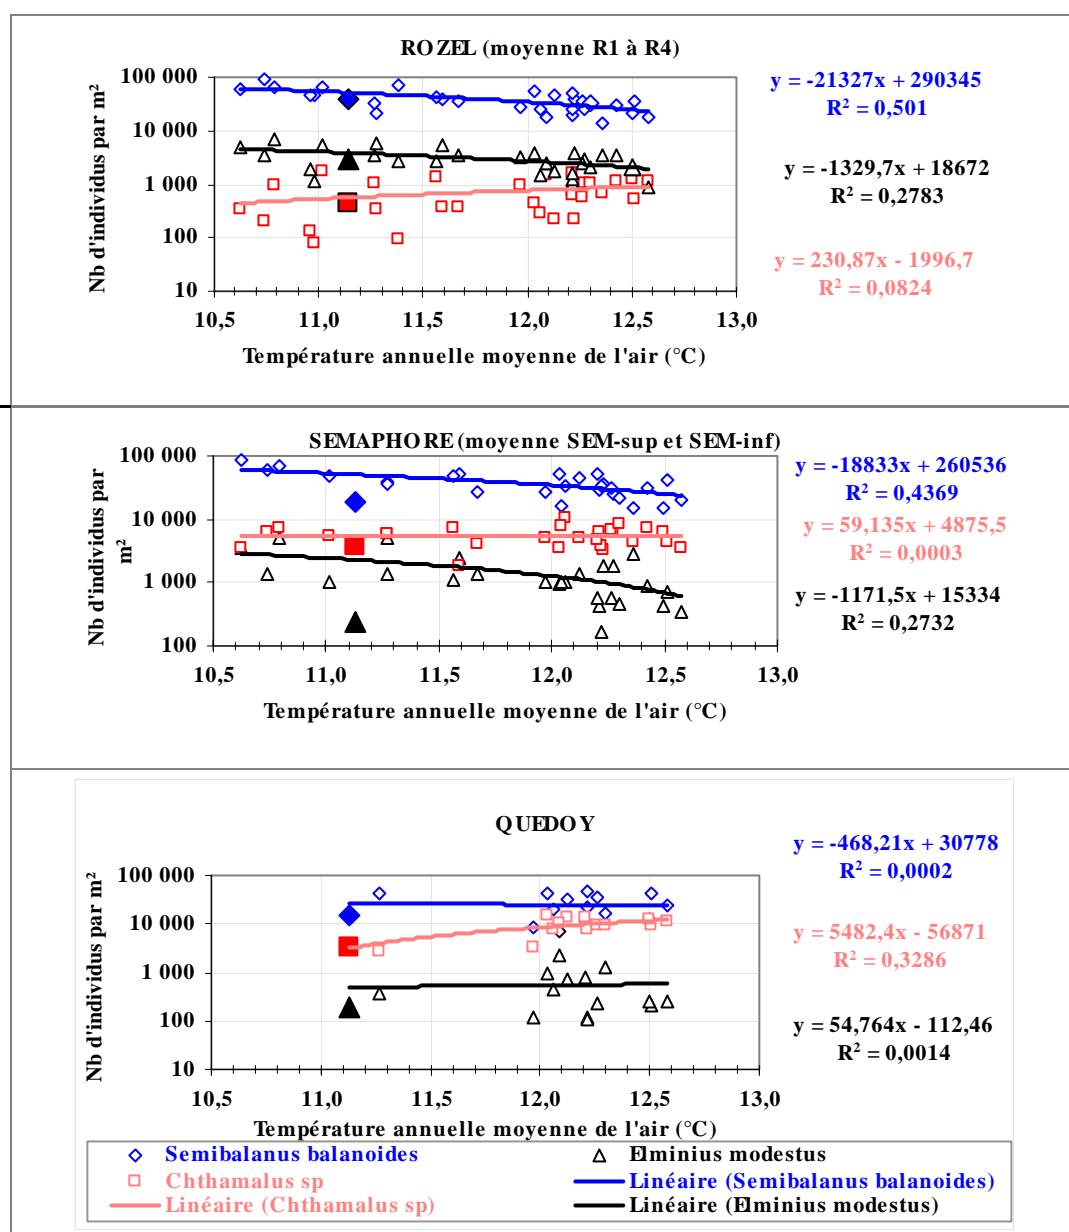 ROZEL (moyenne R1 à R4)
Nb d'individus par m²
100 000
10 000
1 000
100
10
10,5 11,0 11,5 12,0 12,5 13,0
Température annuelle moyenne de l'air (°C)
y = -21327x + 290345
R² = 0,501
y = -1329,7x + 18672
R² = 0,2783
y = 230,87x - 1996,7
R² = 0,0824
SEMAPHORE (moyenne SEM-sup et SEM-inf)
Nb d'individus par
m²
100 000
10 000
1 000
100
10,5 11,0 11,5 12,0 12,5 13,0
Température annuelle moyenne de l'air (°C)
y = -18833x + 260536
R² = 0,4369
y = 59,135x + 4875,5
R² = 0,0003
y = -1171,5x + 15334
R² = 0,2732
QUEDOY
Nb d'individus par m²
100 000
10 000
1 000
100
10
10,5 11,0 11,5 12,0 12,5 13,0
Température annuelle moyenne de l'air (°C)
y = -468,21x + 30778
R² = 0,0002
y = 5482,4x - 56871
R² = 0,3286
y = 54,764x - 112,46
R² = 0,0014
Semibalanus balanoides
Elminius modestus
Chthamalus sp
Linéaire (Semibalanus balanoides)
Linéaire (Chthamalus sp)
Linéaire (Elminius modestus)